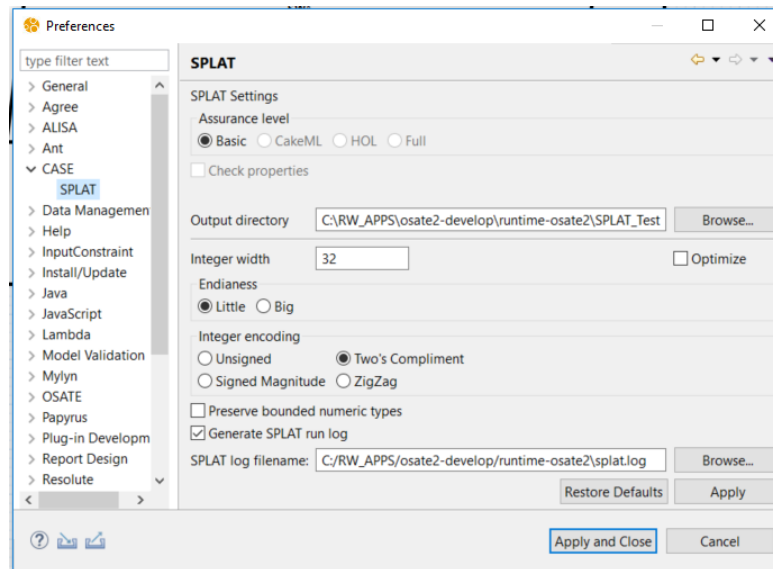 Preferences
type filter text
General
Agree
ALISA
Ant
CASE
SPLAT
Data Managemen
Help
InputConstraint
Install/Update
Java
JavaScript
Lambda
Model Validation
Mylyn
OSATE
Papyrus
Plug-in Developm
Report Design
Resolute
SPLAT
SPLAT Settings
Assurance level
Basic CakeML HOL Full
Check properties
Output directory C:\RW_APPS\osate2-develop\runtime-osate2\SPLAT_Test Browse...
Integer width 32 Optimize
Endianess
Little Big
Integer encoding
Unsigned Two's Compliment
Signed Magnitude ZigZag
Preserve bounded numeric types
Generate SPLAT run log
SPLAT log filename: C:/RW_APPS/osate2-develop/runtime-osate2\splat.log Browse...
Restore Defaults Apply
Apply and Close Cancel